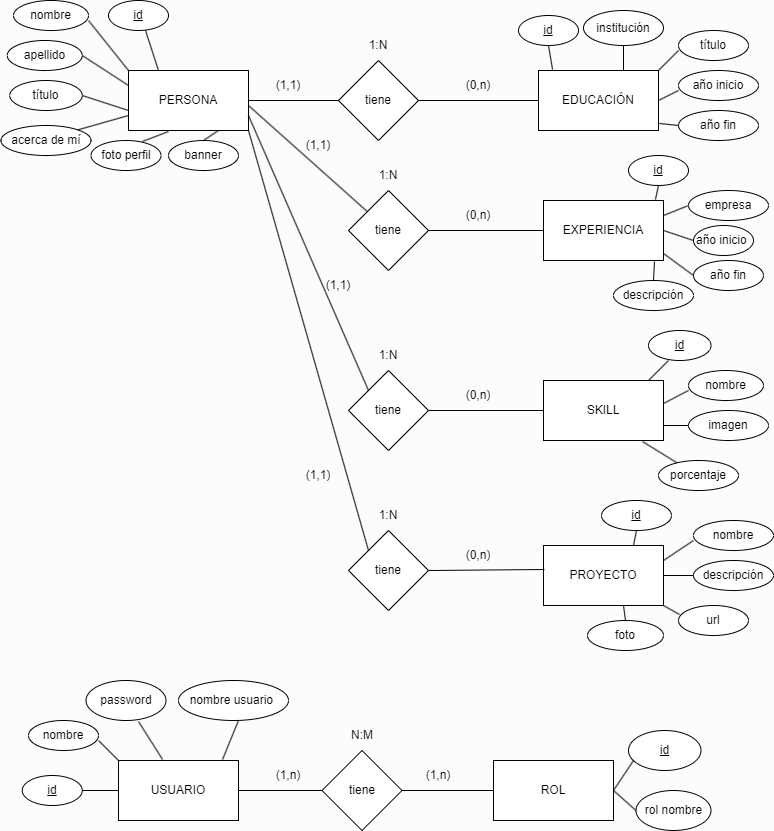 nombre
id
apellido
título
acerca de mí
foto perfil
banner
PERSONA
(1,1)
1:N
tiene
(0,n)
EDUCACIÓN
id
institución
título
año inicio
año fin
(1,1)
1:N
tiene
(0,n)
EXPERIENCIA
id
empresa
año inicio
año fin
descripción
(1,1)
1:N
tiene
(0,n)
SKILL
id
nombre
imagen
porcentaje
(1,1)
1:N
tiene
(0,n)
PROYECTO
id
nombre
descripción
url
foto
password
nombre usuario
nombre
id
USUARIO
(1,n)
N:M
tiene
(1,n)
ROL
id
rol nombre